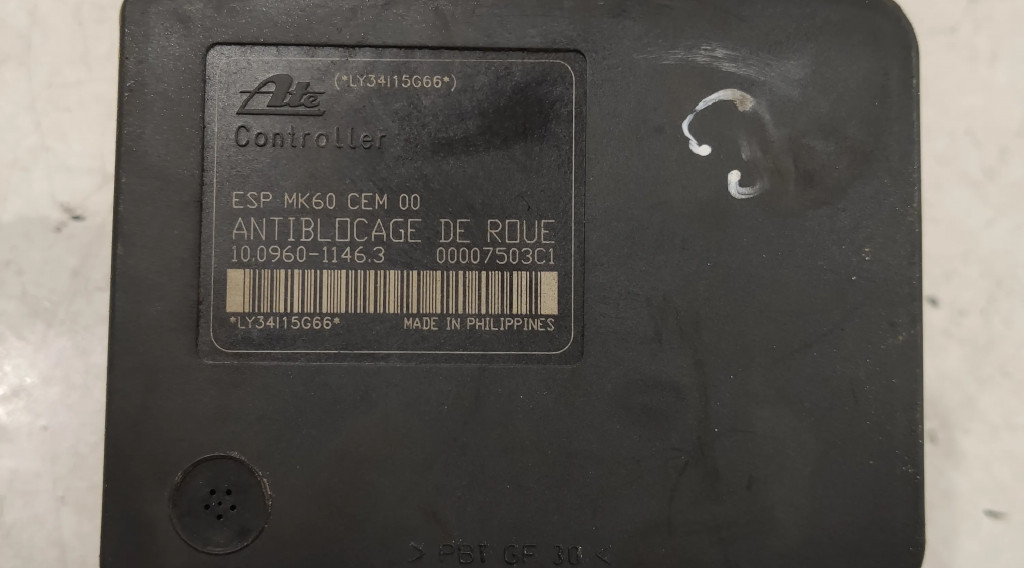 Ate (*LY34I15G66*)
Controller
ESP MK60 CEM 00
ANTIBLOCAGE DE ROUE
10.0960-1146.3 00007503C1
*LY34I15G66* MADE IN PHILIPPINES
> PBT GF 30 <